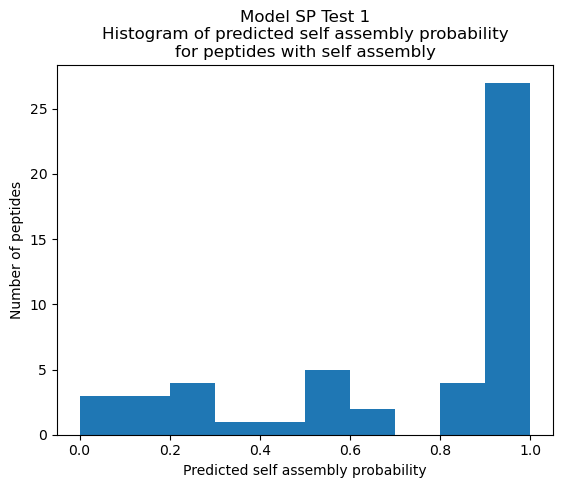 Model SP Test 1
Histogram of predicted self assembly probability
for peptides with self assembly
Number of peptides
25
20
15
10
5
0
0.0 0.2 0.4 0.6 0.8 1.0
Predicted self assembly probability